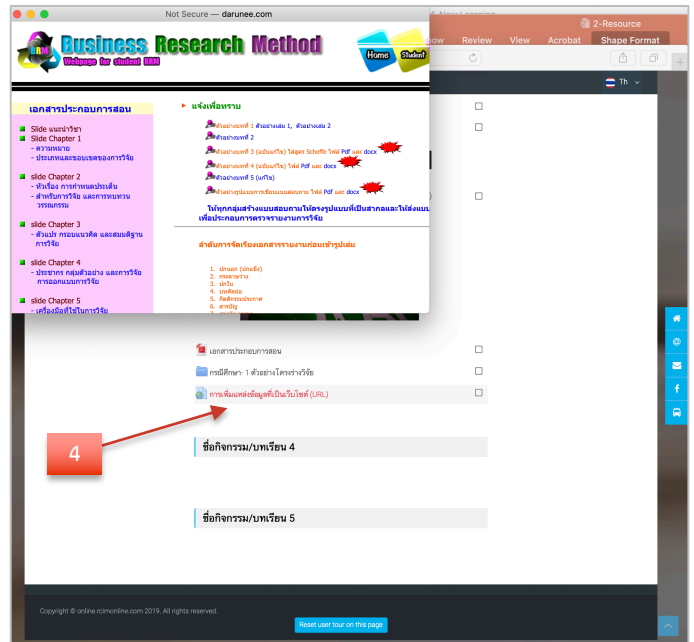 Not Secure — darunee.com
2-Resource
Review View Acrobat Shape Format
BRM
Business Research Method
Webpage for student BRM
Home Student
Th
เอกสารประกอบการสอน
Slide แนะนำวิชา
Slide Chapter 1
- ความหมาย
- ประเภทและขอบเขตของการวิจัย
slide Chapter 2
- หัวเรื่อง การกำหนดประเด็น
- สำหรับการวิจัย และการทบทวน
วรรณกรรม
slide Chapter 3
- ตัวแปร กรอบแนวคิด และสมมติฐาน
การวิจัย
slide Chapter 4
- ประชากร กลุ่มตัวอย่าง และการวิจัย
การออกแบบการวิจัย
slide Chapter 5
- เครื่องมือที่ใช้ในการวิจัย
แจ้งเพื่อทราบ
ตัวอย่างบทที่ 1 ตัวอย่างเล่ม 1, ตัวอย่างเล่ม 2
ตัวอย่างบทที่ 2
ตัวอย่างบทที่ 3 (ฉบับแก้ไข) ใส่สูตร Scheffe ไฟล์ Pdf และ docx
ตัวอย่างบทที่ 4 (ฉบับแก้ไข) ไฟล์ Pdf และ docx
ตัวอย่างบทที่ 5 (แก้ไข)
ตัวอย่างรูปแบบการเขียนแบบสอบถาม ไฟล์ Pdf และ docx
ให้ทุกกลุ่มสร้างแบบสอบถามให้ตรงรูปแบบที่เป็นสากลและให้ส่งแบบ
เพื่อประกอบการตรวจรายงานการวิจัย
ลำดับการจัดเรียงเอกสารรายงานก่อนเข้ารูปเล่ม
1. ปกนอก (ปกแข็ง)
2. กระดาษว่าง
3. ปกใน
4. บทคัดย่อ
5. กิตติกรรมประกาศ
6. สารบัญ
เอกสารประกอบการสอน
กรณีศึกษา- 1 ตัวอย่างโครงร่างวิจัย
การเพิ่มแหล่งข้อมูลที่เป็นเว็บไซต์ (URL)
4
ชื่อกิจกรรม/บทเรียน 4
ชื่อกิจกรรม/บทเรียน 5
Copyright © online.rcimonline.com 2019. All rights reserved.
Reset user tour on this page